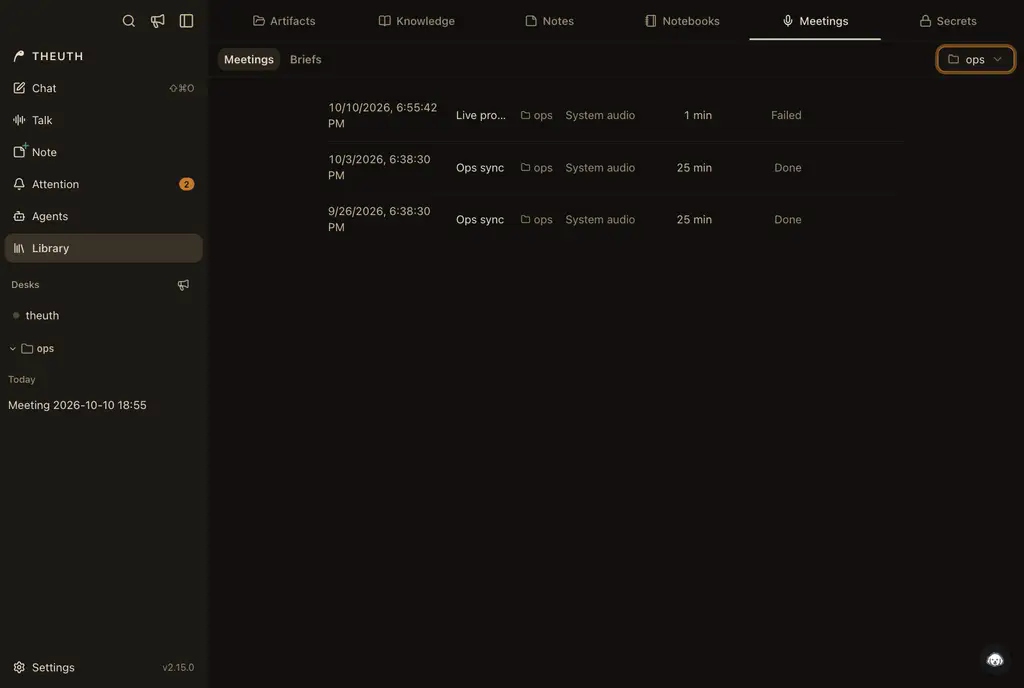 Artifacts
Knowledge
Notes
Notebooks
Meetings
Secrets
THEUTH
Chat ⇧⌘O
Talk
Note
Attention 2
Agents
Library
Desks
theuth
ops
Today
Meeting 2026-10-10 18:55
Settings v2.15.0
Meetings Briefs
ops
10/10/2026, 6:55:42 PM
Live pro... ops System audio 1 min Failed
10/3/2026, 6:38:30 PM
Ops sync ops System audio 25 min Done
9/26/2026, 6:38:30 PM
Ops sync ops System audio 25 min Done